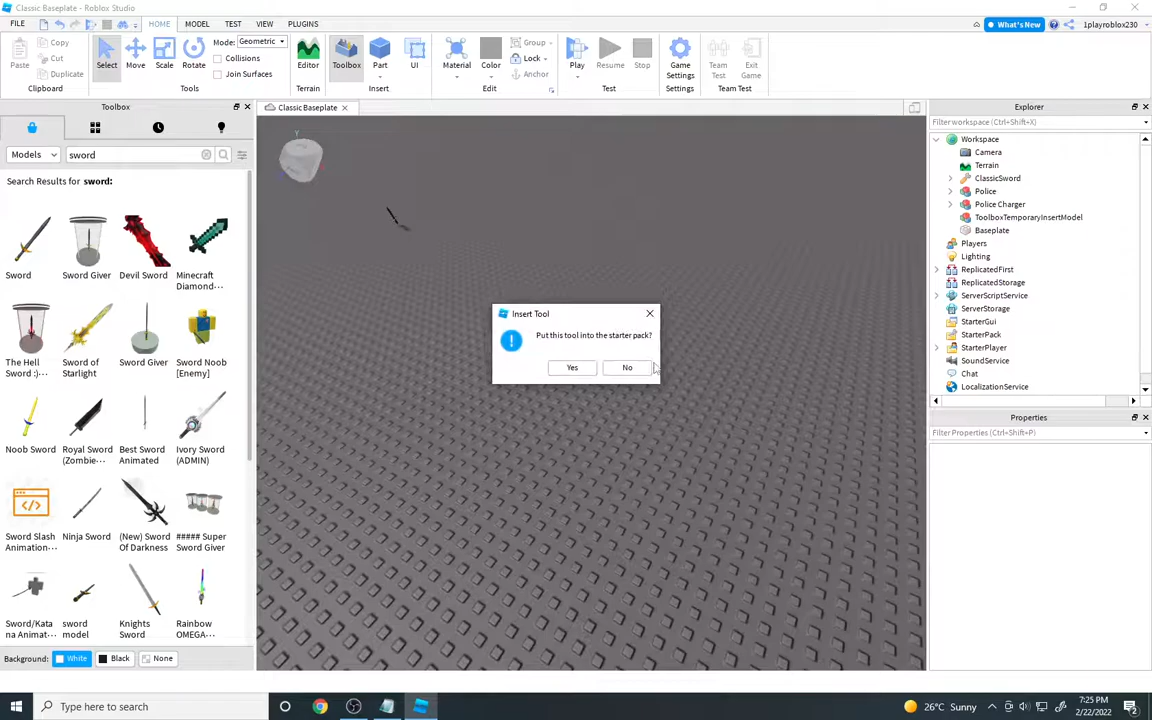 Classic Baseplate - Roblox Studio
FILE
HOME
MODEL
TEST
VIEW
PLUGINS
What's New
1playroblox230
Paste
Copy
Cut
Duplicate
Clipboard
Select
Move
Scale
Rotate
Mode: Geometric
Collisions
Join Surfaces
Tools
Editor
Terrain
Toolbox
Part
UI
Insert
Material
Color
Group
Lock
Anchor
Edit
Play
Resume
Stop
Test
Game
Settings
Settings
Team
Test
Exit
Game
Team Test
Toolbox
Models
sword
Search Results for sword:
Sword
Sword Giver
Devil Sword
Minecraft
Diamond···
The Hell
Sword :)···
Sword of
Starlight
Sword Giver
Sword Noob
[Enemy]
Noob Sword
Royal Sword
(Zombie···
Best Sword
Animated
Ivory Sword
(ADMIN)
Sword Slash
Animation···
Ninja Sword
(New) Sword
Of Darkness
##### Super
Sword Giver
Sword/Kata
na Animat···
sword
model
Knights
Sword
Rainbow
OMEGA···
Background:
White
Black
None
Classic Baseplate
Y
Insert Tool
Put this tool into the starter pack?
Yes
No
Explorer
Filter workspace (Ctrl+Shift+X)
Workspace
Camera
Terrain
ClassicSword
Police
Police Charger
ToolboxTemporaryInsertModel
Baseplate
Players
Lighting
ReplicatedFirst
ReplicatedStorage
ServerScriptService
ServerStorage
StarterGui
StarterPack
StarterPlayer
SoundService
Chat
LocalizationService
Properties
Filter Properties (Ctrl+Shift+P)
Type here to search
26°C Sunny
7:25 PM
2/22/2022
2